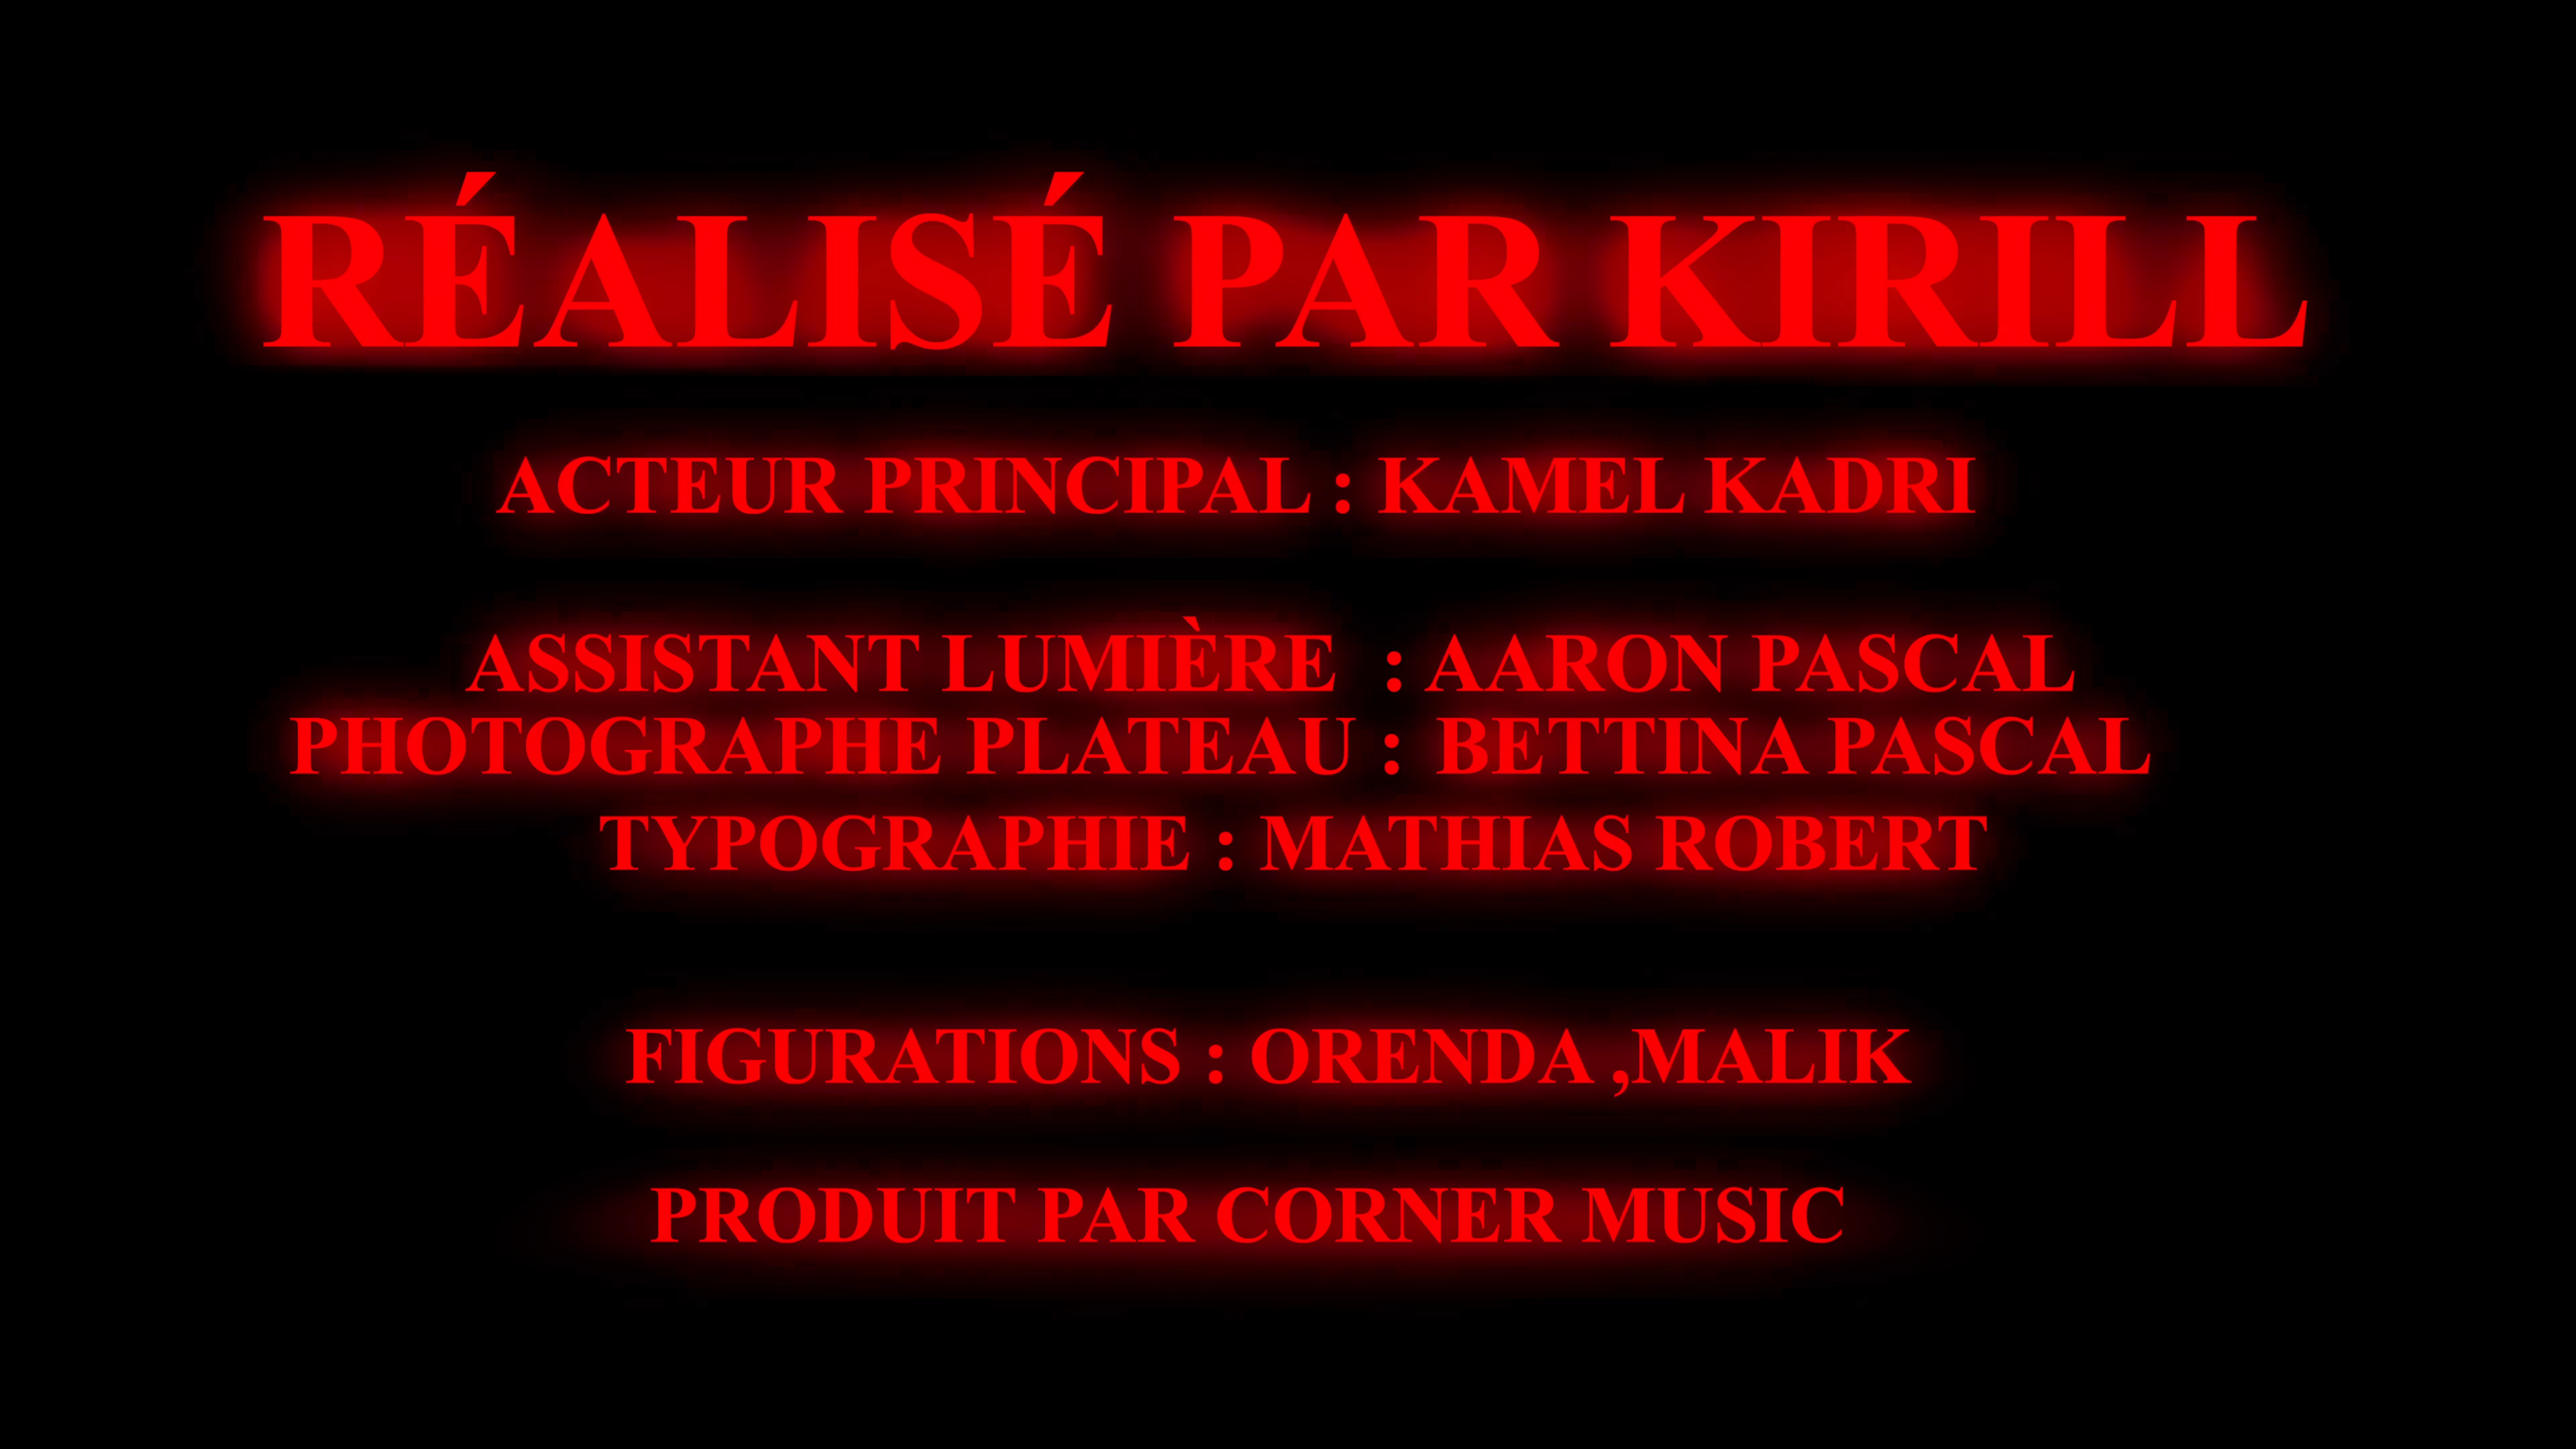 RÉALISÉ PAR KIRILL
ACTEUR PRINCIPAL : KAMEL KADRI
ASSISTANT LUMIÈRE : AARON PASCAL
PHOTOGRAPHE PLATEAU : BETTINA PASCAL
TYPOGRAPHIE : MATHIAS ROBERT
FIGURATIONS : ORENDA ,MALIK
PRODUIT PAR CORNER MUSIC